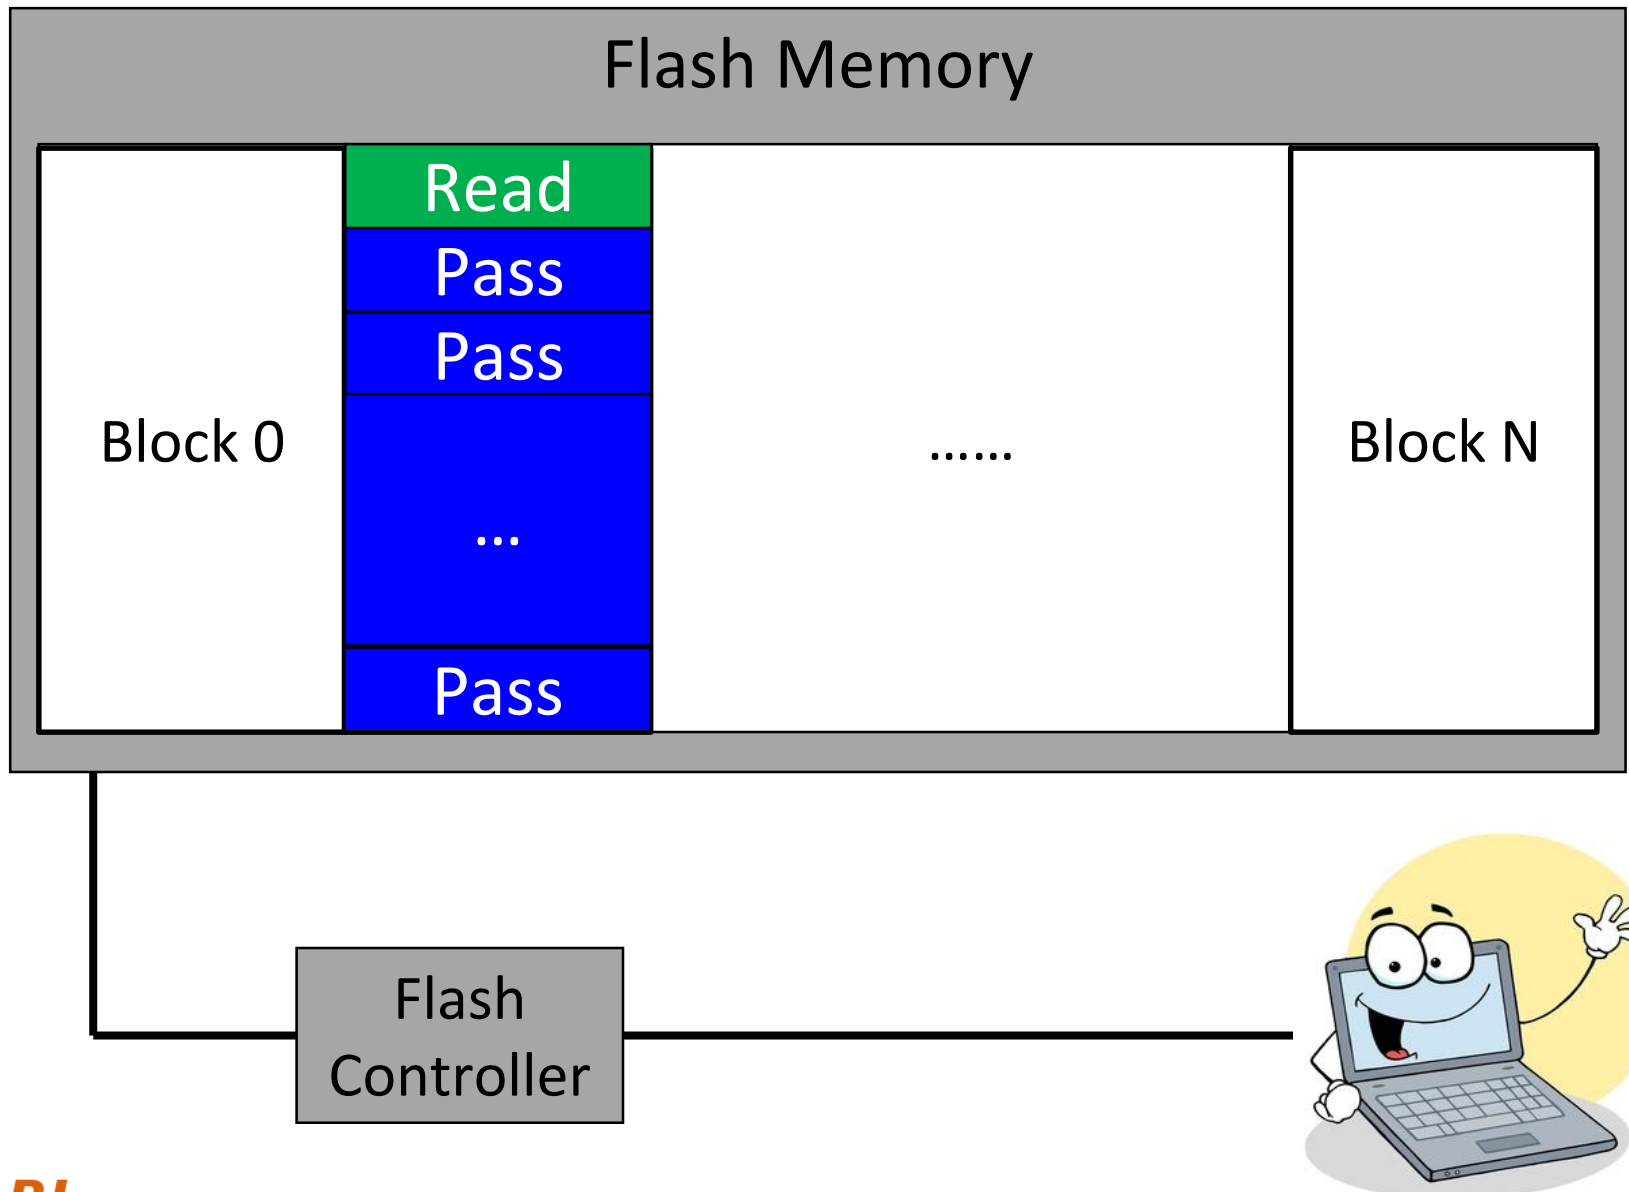 Flash Memory
Read
Pass
Pass
Block 0
……
Block N
…
Pass
Flash
Controller